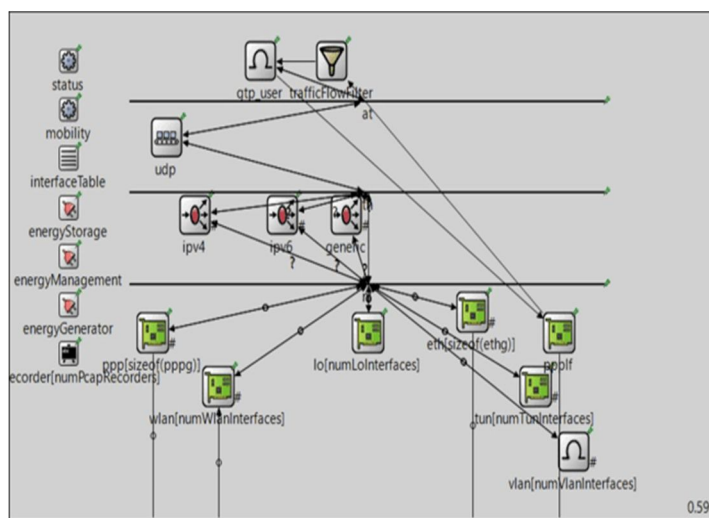 status
mobility
interfaceTable
energyStorage
energyManagement
energyGenerator
ecorder[numPcapRecorders]
gtp_user trafficFlowFilter
at
udp
ipv4 ipv6 generic
? ? ?
ppp[sizeof(pppg)]
lo[numLoInterfaces]
eth[sizeof(ethg)]
pppIf
wlan[numWlanInterfaces]
tun[numTunInterfaces]
vlan[numVlanInterfaces]
0.59